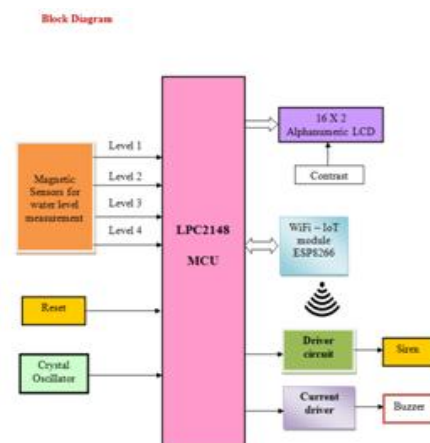 Block Diagram
16 X 2
Alphanumeric LCD
Contrast
Magnetic
Sensors for
water level
measurement
Level 1
Level 2
Level 3
Level 4
LPC2148
MCU
WiFi – IoT
module
ESP8266
Reset
Crystal
Oscillator
Driver
circuit
Siren
Current
driver
Buzzer